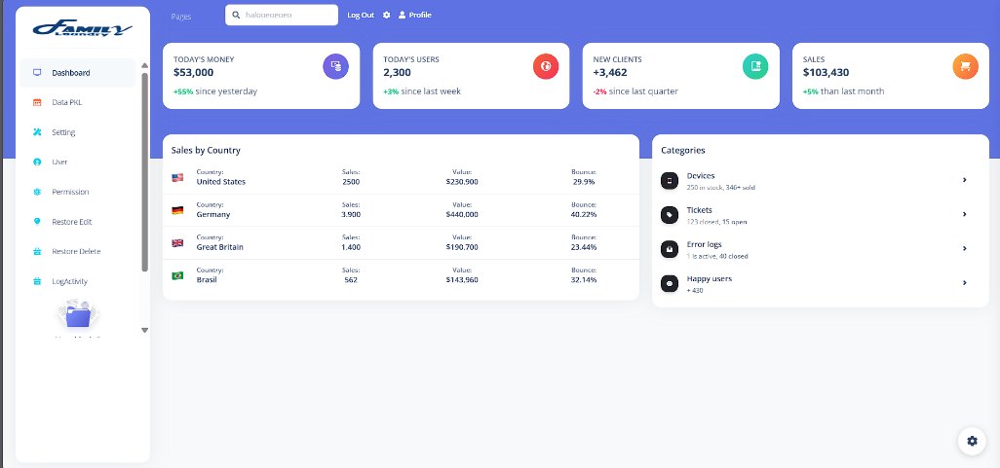 FAMILY
Laundry
Dashboard
Data PKL
Setting
User
Permission
Restore Edit
Restore Delete
LogActivity
Pages
halooeoeoeo
Log Out
Profile
TODAY'S MONEY
$53,000
+55% since yesterday
TODAY'S USERS
2,300
+3% since last week
NEW CLIENTS
+3,462
-2% since last quarter
SALES
$103,430
+5% than last month
Sales by Country
Country: Sales: Value: Bounce:
United States 2500 $230,900 29.9%
Country: Sales: Value: Bounce:
Germany 3.900 $440,000 40.22%
Country: Sales: Value: Bounce:
Great Britain 1.400 $190,700 23.44%
Country: Sales: Value: Bounce:
Brasil 562 $143,960 32.14%
Categories
Devices
250 in stock, 346+ sold
Tickets
123 closed, 15 open
Error logs
1 is active, 40 closed
Happy users
+ 430